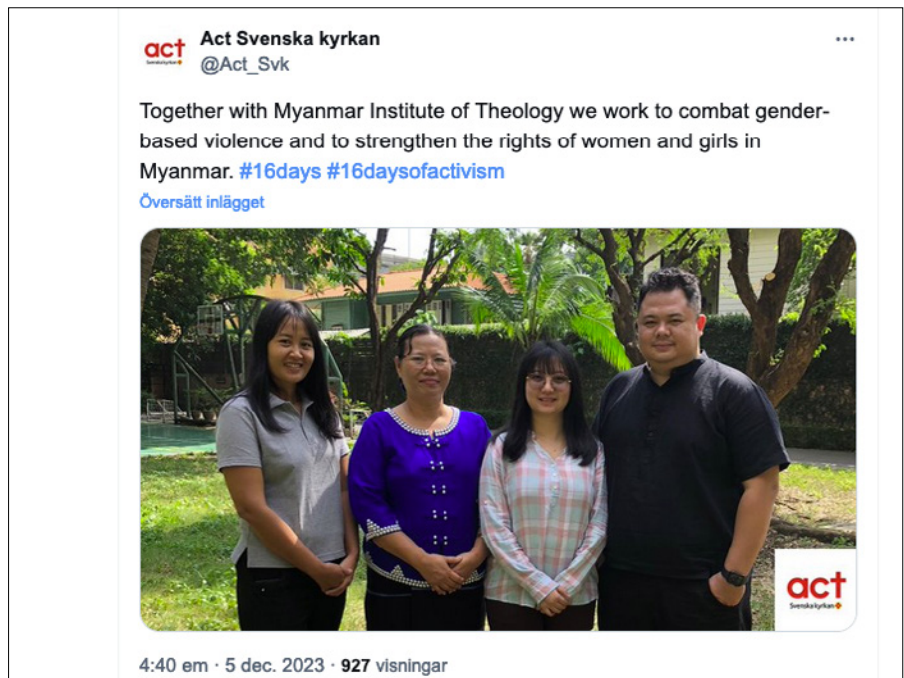 act
Svenska kyrkan
Act Svenska kyrkan
@Act_Svk
Together with Myanmar Institute of Theology we work to combat gender-
based violence and to strengthen the rights of women and girls in
Myanmar. #16days #16daysofactivism
Översätt inlägget
act
Svenska kyrkan
4:40 em · 5 dec. 2023 · 927 visningar